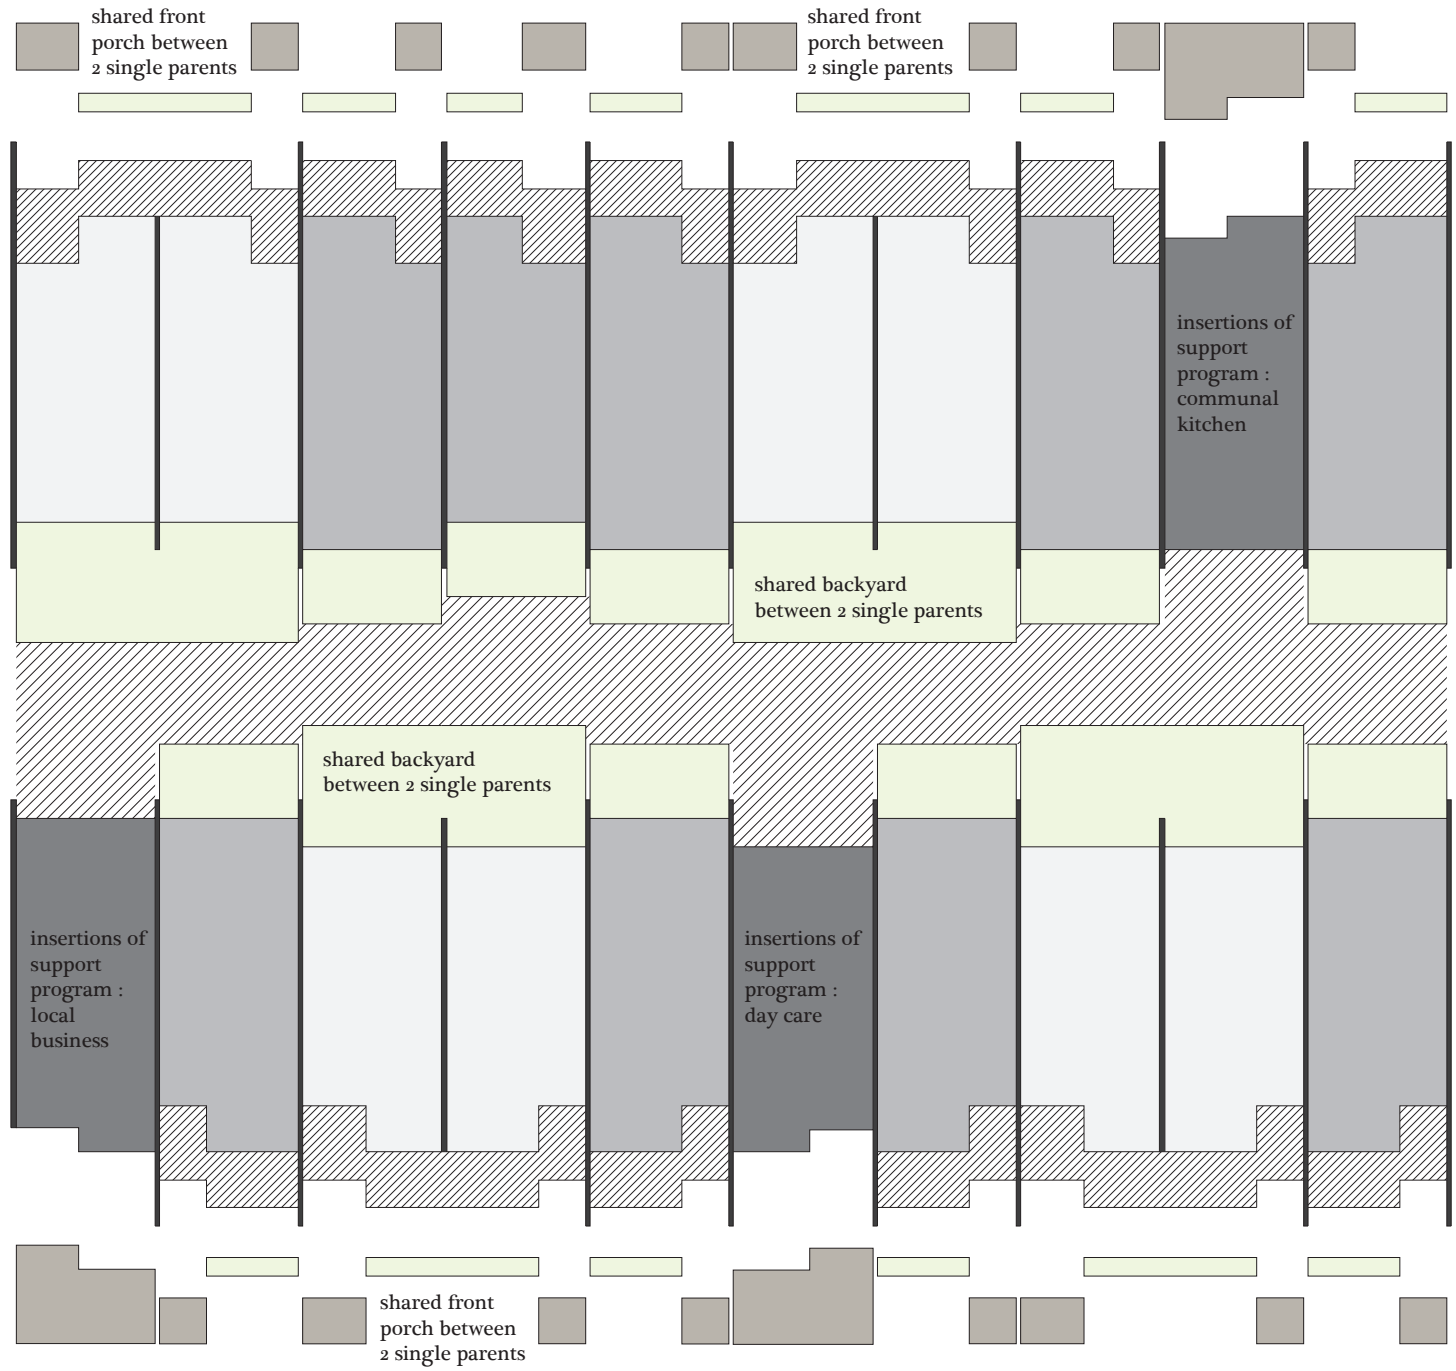 shared front
porch between
2 single parents
shared front
porch between
2 single parents
insertions of
support
program :
communal
kitchen
shared backyard
between 2 single parents
shared backyard
between 2 single parents
insertions of
support
program :
local
business
insertions of
support
program :
day care
shared front
porch between
2 single parents